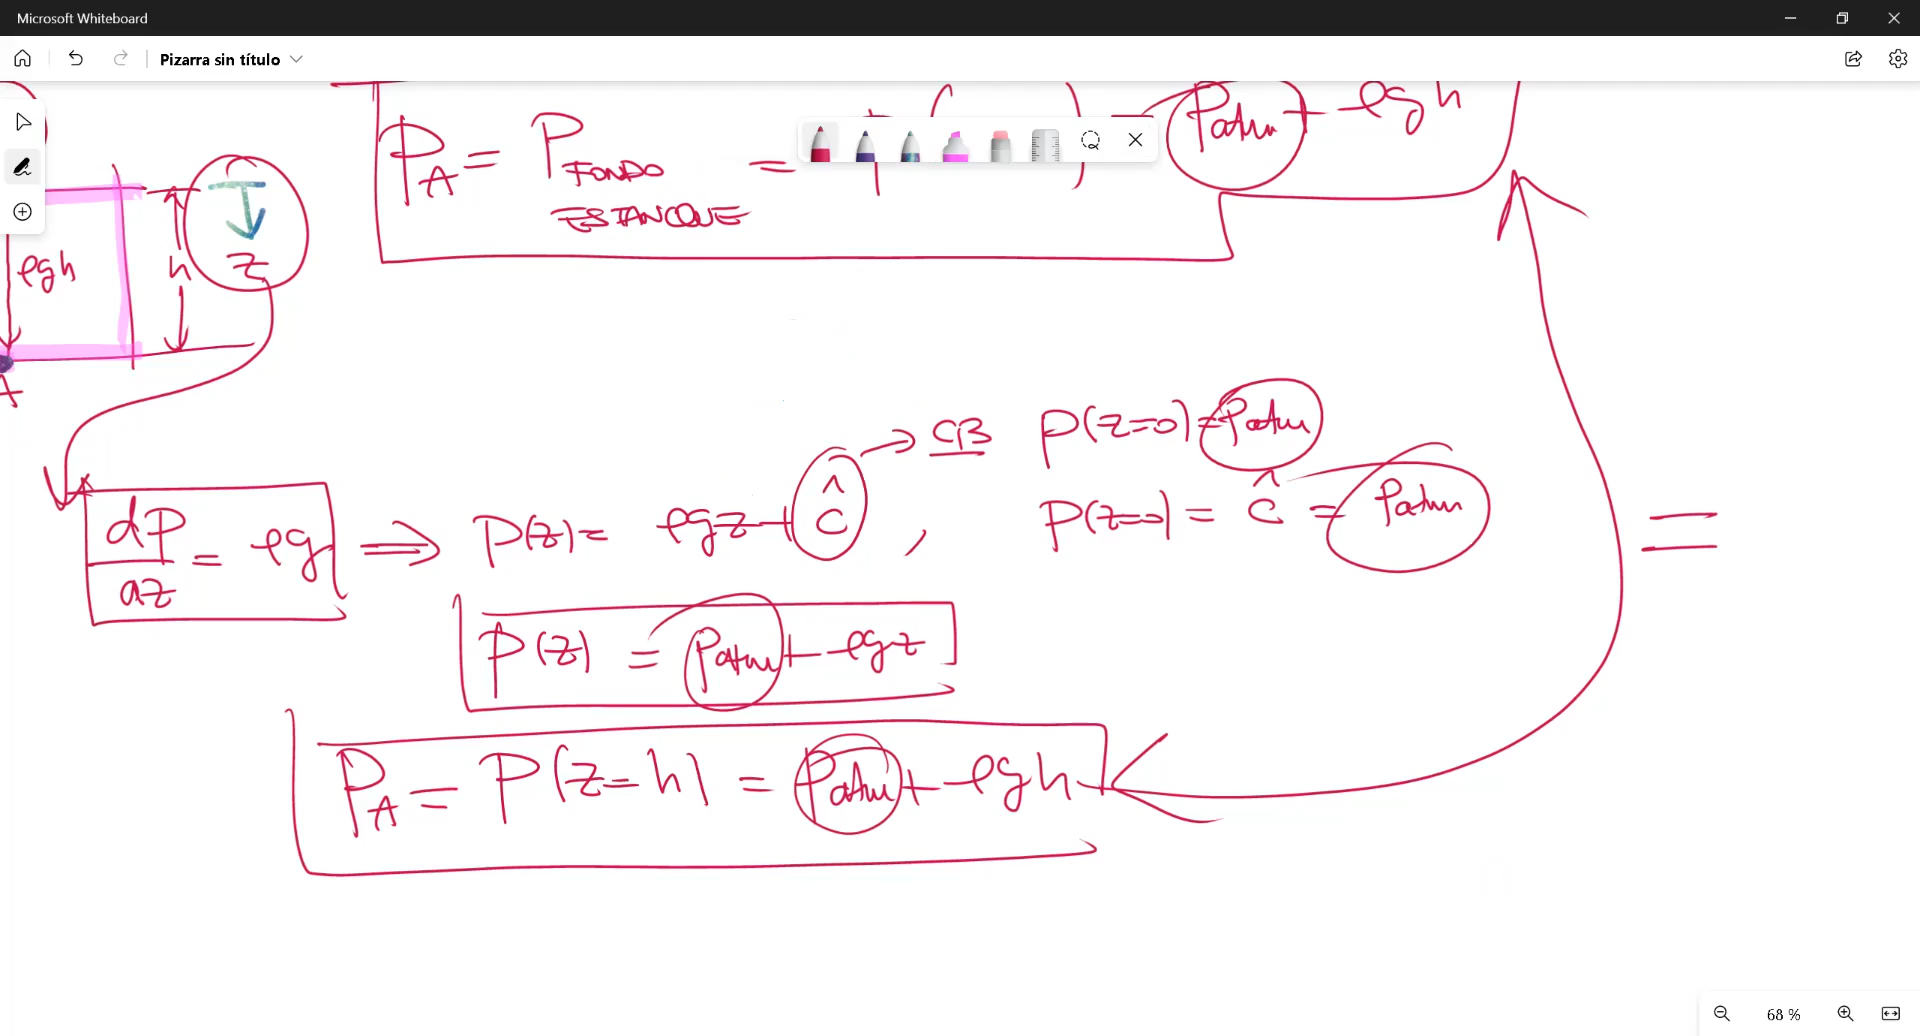 Microsoft Whiteboard
Pizarra sin título
P_A = P_FONDO ESTANQUE = P( ) = Patm + ρgh
ρgh
h
z
A
dP/dz = ρg ⇒ P(z) = ρgz + ĉ , → CB P(z=0) = Patm
P(z=0) = ĉ = Patm
=
P(z) = Patm + ρgz
P_A = P(z=h) = Patm + ρgh
68 %